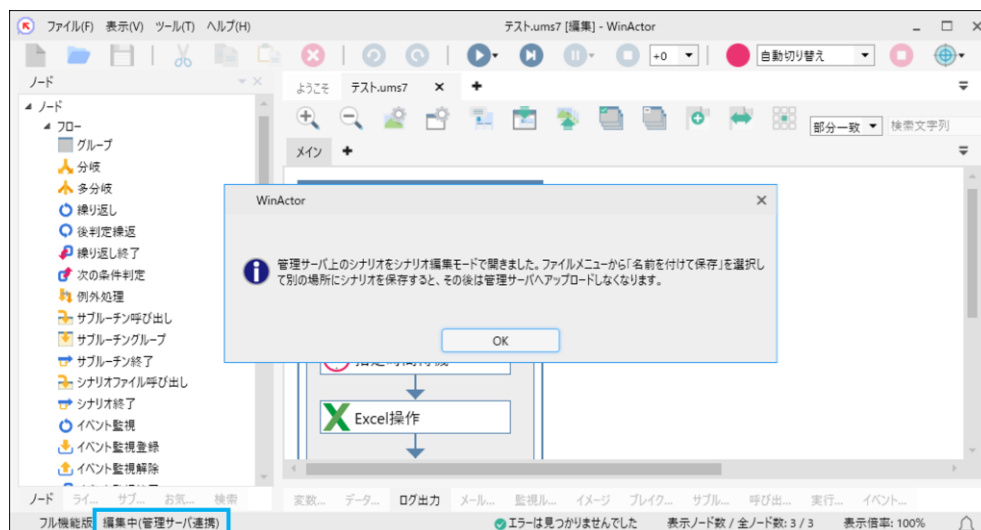 ファイル(F) 表示(V) ツール(T) ヘルプ(H) テスト.ums7 [編集] - WinActor
+0 自動切り替え
ノード
ようこそ テスト.ums7
ノード
フロー
グループ
分岐
多分岐
繰り返し
後判定繰返
繰り返し終了
次の条件判定
例外処理
サブルーチン呼び出し
サブルーチングループ
サブルーチン終了
シナリオファイル呼び出し
シナリオ終了
イベント監視
イベント監視登録
イベント監視解除
部分一致 検索文字列
メイン
WinActor
管理サーバ上のシナリオをシナリオ編集モードで開きました。ファイルメニューから「名前を付けて保存」を選択し
て別の場所にシナリオを保存すると、その後は管理サーバへアップロードしなくなります。
OK
Excel操作
ノード ライ... サブ... お気... 検索
変数... データ... ログ出力 メール... 監視ル... イメージ ブレイク... サブル... 呼び出... 実行... イベント...
フル機能版 編集中(管理サーバ連携) エラーは見つかりませんでした 表示ノード数 / 全ノード数: 3 / 3 表示倍率: 100%